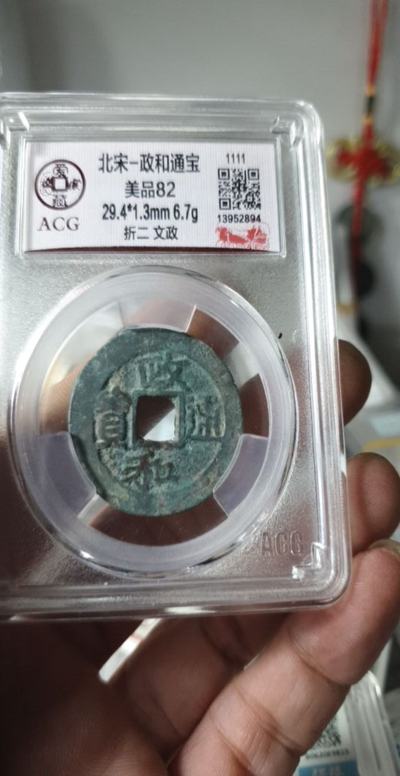 北宋-政和通宝
美品82
29.4*1.3mm 6.7g
折二 文政
1111
13952894
ACG
政
通
寳
和
ACG